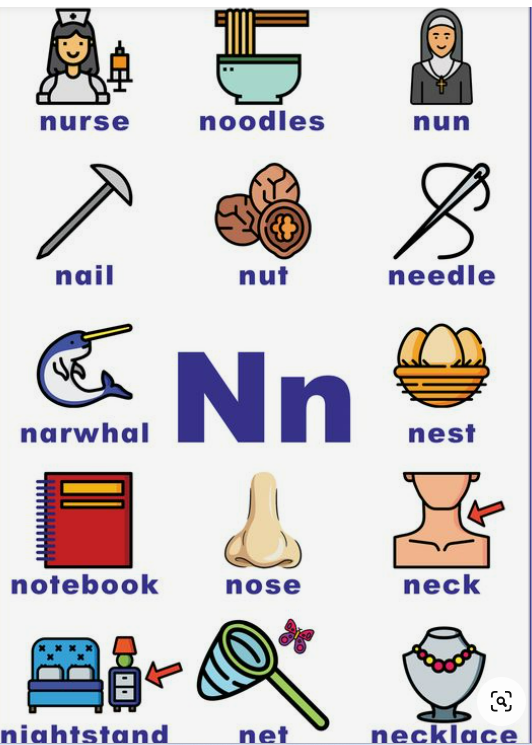 nurse noodles nun
nail nut needle
narwhal Nn nest
notebook nose neck
nightstand net necklace